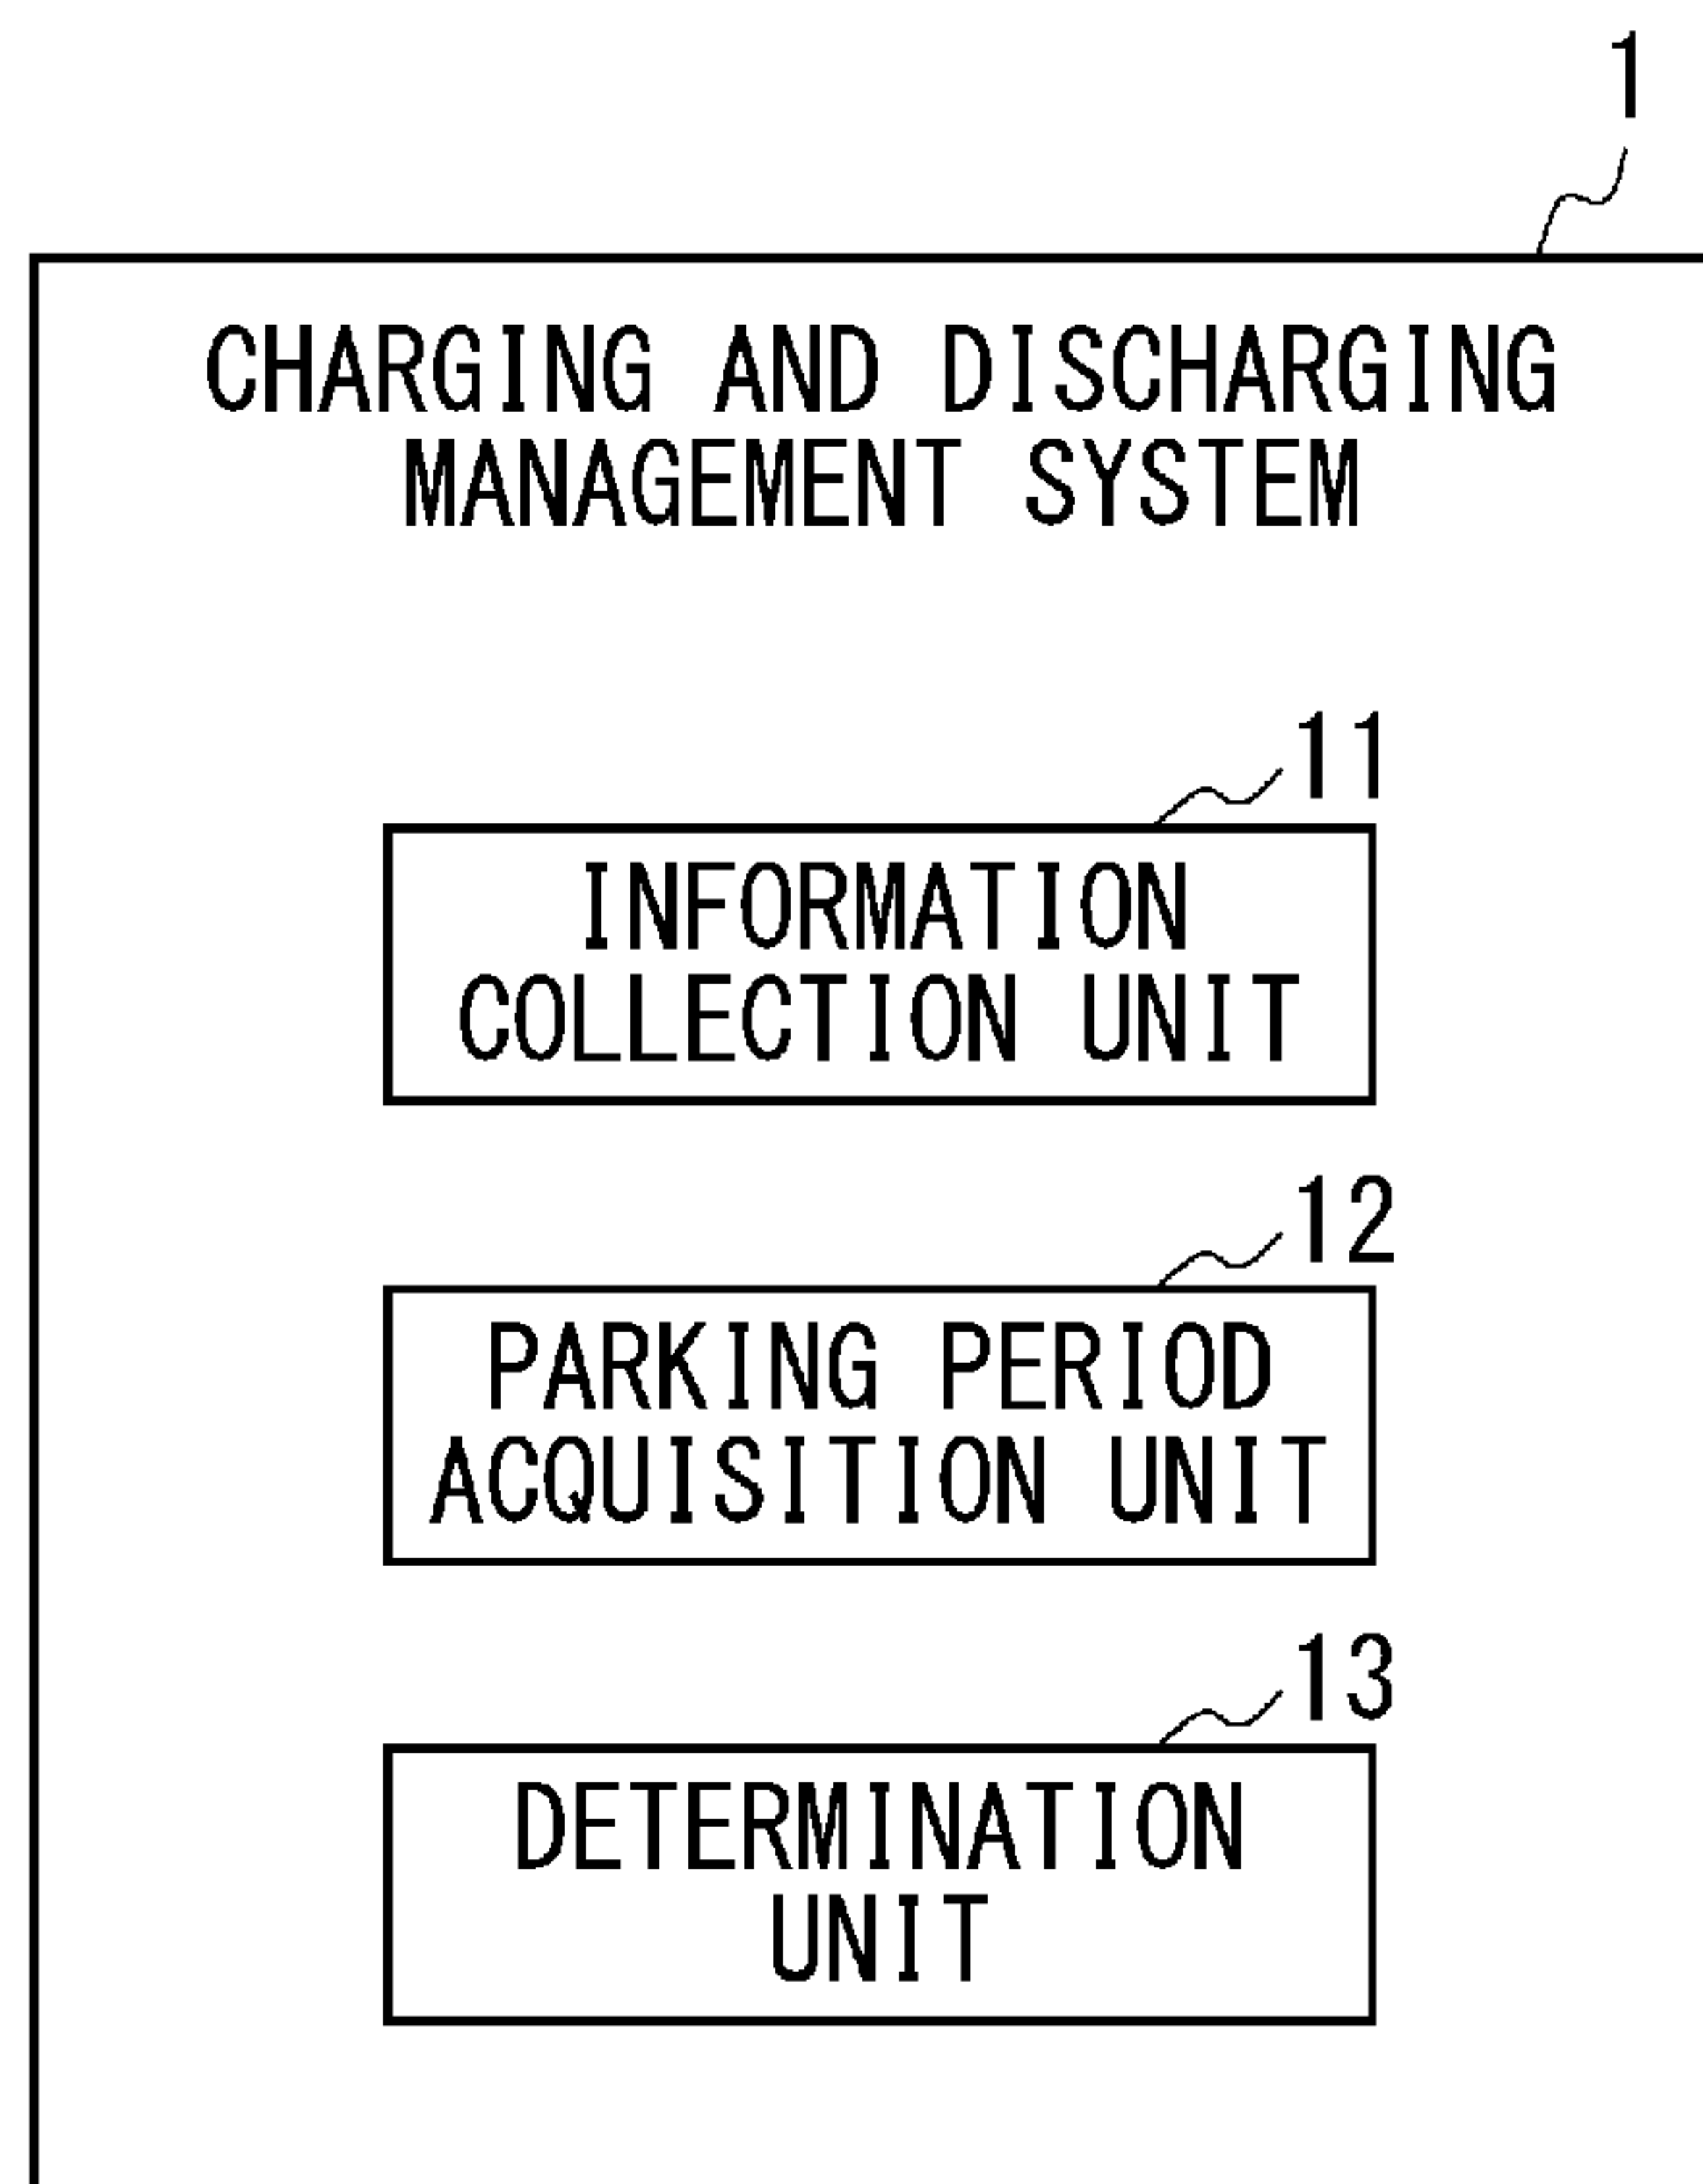 1
CHARGING AND DISCHARGING
MANAGEMENT SYSTEM
11
INFORMATION
COLLECTION UNIT
12
PARKING PERIOD
ACQUISITION UNIT
13
DETERMINATION
UNIT